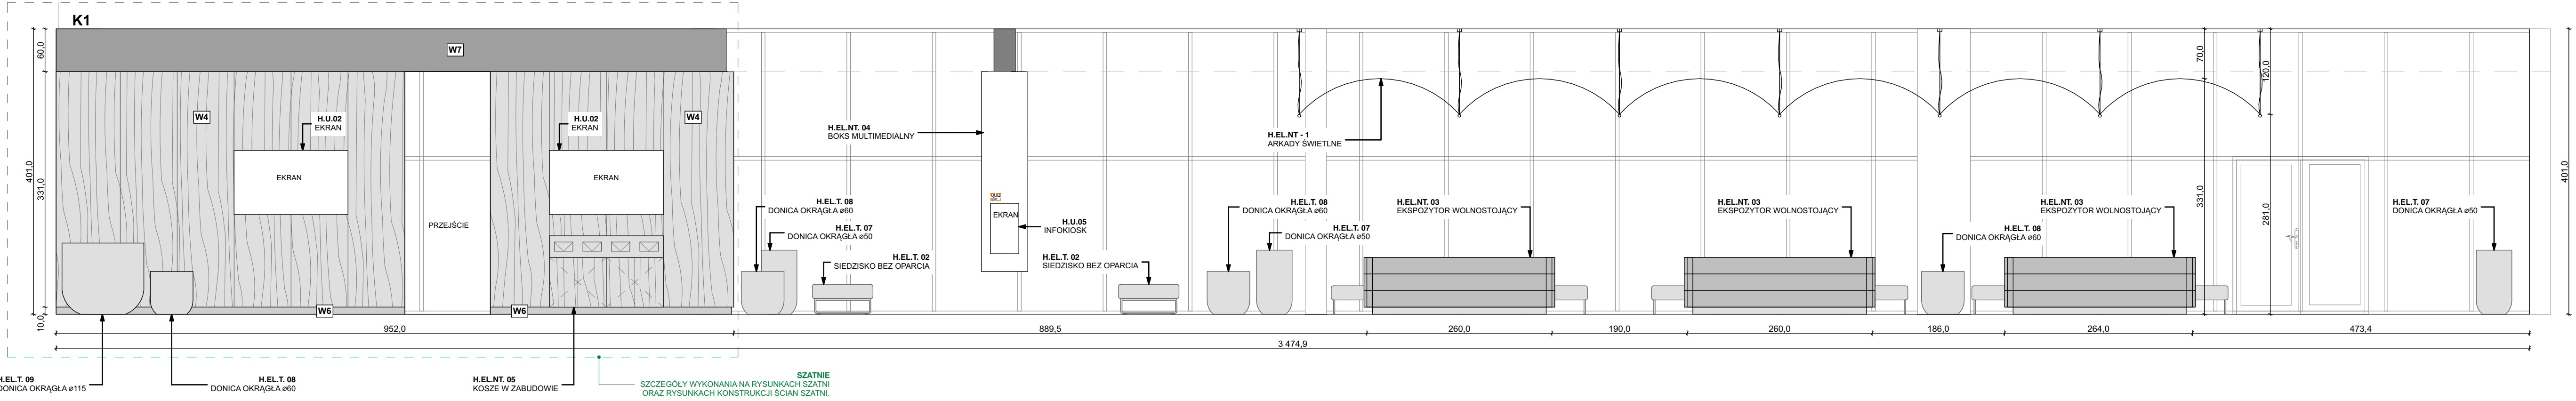 K1
W7
60,0
70,0
120,0
W4
H.U.02
EKRAN
H.U.02
EKRAN
W4
H.EL.NT. 04
BOKS MULTIMEDIALNY
H.EL.NT - 1
ARKADY ŚWIETLNE
401,0
331,0
EKRAN
EKRAN
401,0
331,0
281,0
PRZEJŚCIE
H.EL.T. 08
DONICA OKRĄGŁA ⌀60
H.EL.T. 07
DONICA OKRĄGŁA ⌀50
H.EL.T. 02
SIEDZISKO BEZ OPARCIA
EKRAN
H.U.05
INFOKIOSK
H.EL.T. 02
SIEDZISKO BEZ OPARCIA
H.EL.T. 08
DONICA OKRĄGŁA ⌀60
H.EL.T. 07
DONICA OKRĄGŁA ⌀50
H.EL.NT. 03
EKSPOZYTOR WOLNOSTOJĄCY
H.EL.NT. 03
EKSPOZYTOR WOLNOSTOJĄCY
H.EL.T. 08
DONICA OKRĄGŁA ⌀60
H.EL.NT. 03
EKSPOZYTOR WOLNOSTOJĄCY
H.EL.T. 07
DONICA OKRĄGŁA ⌀50
10,0
W6
W6
952,0
889,5
260,0
190,0
260,0
186,0
264,0
473,4
3 474,9
H.EL.T. 09
DONICA OKRĄGŁA ⌀115
H.EL.T. 08
DONICA OKRĄGŁA ⌀60
H.EL.NT. 05
KOSZE W ZABUDOWIE
SZATNIE
SZCZEGÓŁY WYKONANIA NA RYSUNKACH SZATNI
ORAZ RYSUNKACH KONSTRUKCJI ŚCIAN SZATNI.